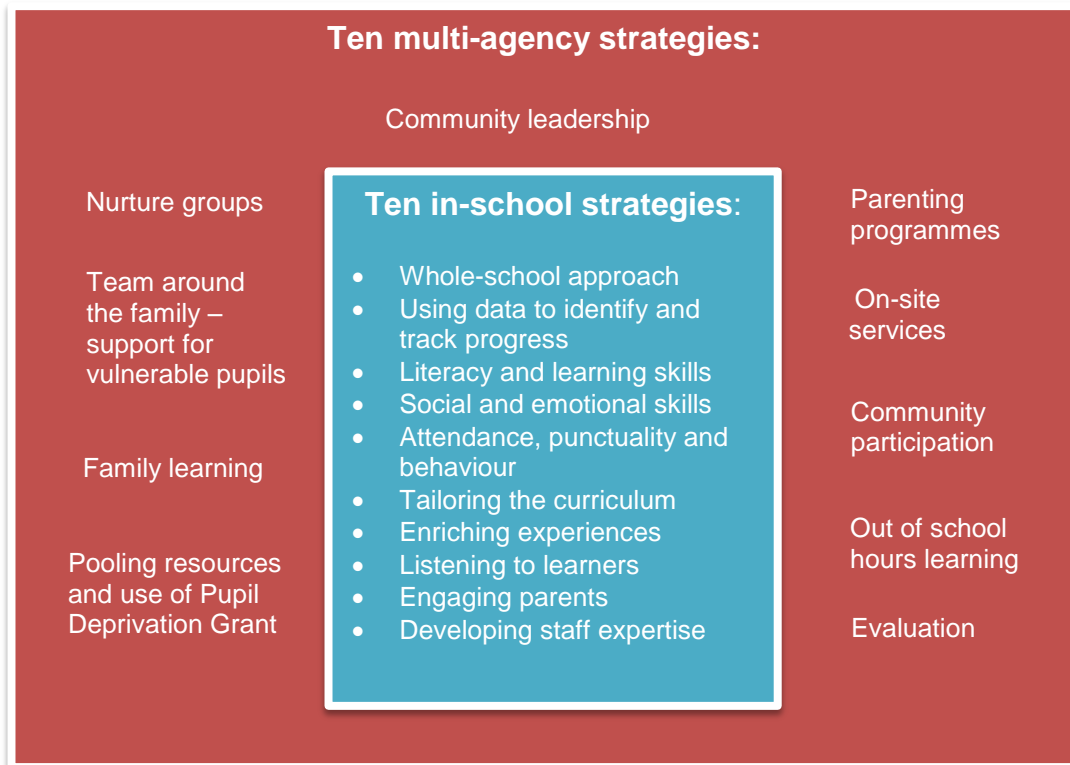 Ten multi-agency strategies:
Community leadership
Nurture groups
Team around
the family –
support for
vulnerable pupils
Family learning
Pooling resources
and use of Pupil
Deprivation Grant
Ten in-school strategies:
• Whole-school approach
• Using data to identify and
track progress
• Literacy and learning skills
• Social and emotional skills
• Attendance, punctuality and
behaviour
• Tailoring the curriculum
• Enriching experiences
• Listening to learners
• Engaging parents
• Developing staff expertise
Parenting
programmes
On-site
services
Community
participation
Out of school
hours learning
Evaluation